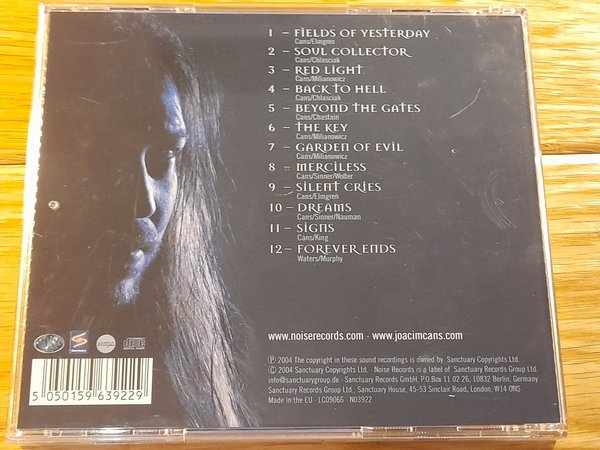 1 – FIELDS OF YESTERDAY
Cans/Elmgren
2 – SOUL COLLECTOR
Cans/Chlasciak
3 – RED LIGHT
Cans/Milianowicz
4 – BACK TO HELL
Cans/Chlasciak
5 – BEYOND THE GATES
Cans/Chastain
6 – THE KEY
Cans/Milianowicz
7 – GARDEN OF EVIL
Cans/Milianowicz
8 – MERCILESS
Cans/Sinner/Wolter
9 – SILENT CRIES
Cans/Elmgren
10 – DREAMS
Cans/Sinner/Nauman
11 – SIGNS
Cans/King
12 – FOREVER ENDS
Waters/Murphy
www.noiserecords.com · www.joacimcans.com
℗ 2004 The copyright in these sound recordings is owned by Sanctuary Copyrights Ltd.
© 2004 Sanctuary Copyrights Ltd. · Noise Records is a label of Sanctuary Records Group Ltd.
info@sanctuarygroup.de · Sanctuary Records GmbH, P.O.Box 11 02 26, 10832 Berlin, Germany
Sanctuary Records Group Ltd., Sanctuary House, 45-53 Sinclair Road, London, W14 0NS
Made in the EU · LC09066 · N03922
5 050159 639229